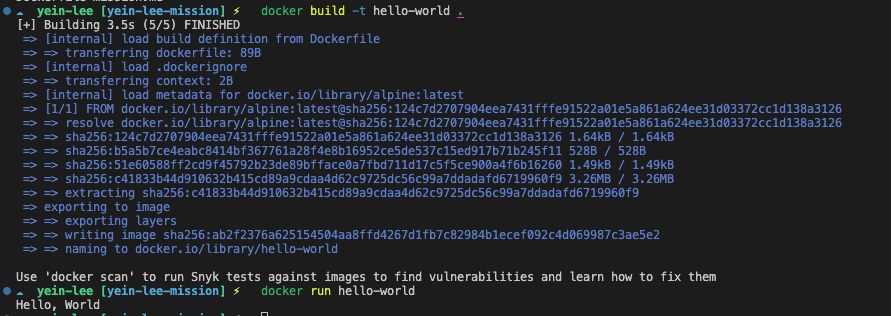 yein-lee [yein-lee-mission] ⚡ docker build -t hello-world .
[+] Building 3.5s (5/5) FINISHED
=> [internal] load build definition from Dockerfile
=> => transferring dockerfile: 89B
=> [internal] load .dockerignore
=> => transferring context: 2B
=> [internal] load metadata for docker.io/library/alpine:latest
=> [1/1] FROM docker.io/library/alpine:latest@sha256:124c7d2707904eea7431fffe91522a01e5a861a624ee31d03372cc1d138a3126
=> => resolve docker.io/library/alpine:latest@sha256:124c7d2707904eea7431fffe91522a01e5a861a624ee31d03372cc1d138a3126
=> => sha256:124c7d2707904eea7431fffe91522a01e5a861a624ee31d03372cc1d138a3126 1.64kB / 1.64kB
=> => sha256:b5a5b7ce4eabc8414bf367761a28f4e8b16952ce5de537c15ed917b71b245f11 528B / 528B
=> => sha256:51e60588ff2cd9f45792b23de89bfface0a7fbd711d17c5f5ce900a4f6b16260 1.49kB / 1.49kB
=> => sha256:c41833b44d910632b415cd89a9cdaa4d62c9725dc56c99a7ddadafd6719960f9 3.26MB / 3.26MB
=> => extracting sha256:c41833b44d910632b415cd89a9cdaa4d62c9725dc56c99a7ddadafd6719960f9
=> exporting to image
=> => exporting layers
=> => writing image sha256:ab2f2376a625154504aa8ffd4267d1fb7c82984b1ecef092c4d069987c3ae5e2
=> => naming to docker.io/library/hello-world
Use 'docker scan' to run Snyk tests against images to find vulnerabilities and learn how to fix them
yein-lee [yein-lee-mission] ⚡ docker run hello-world
Hello, World